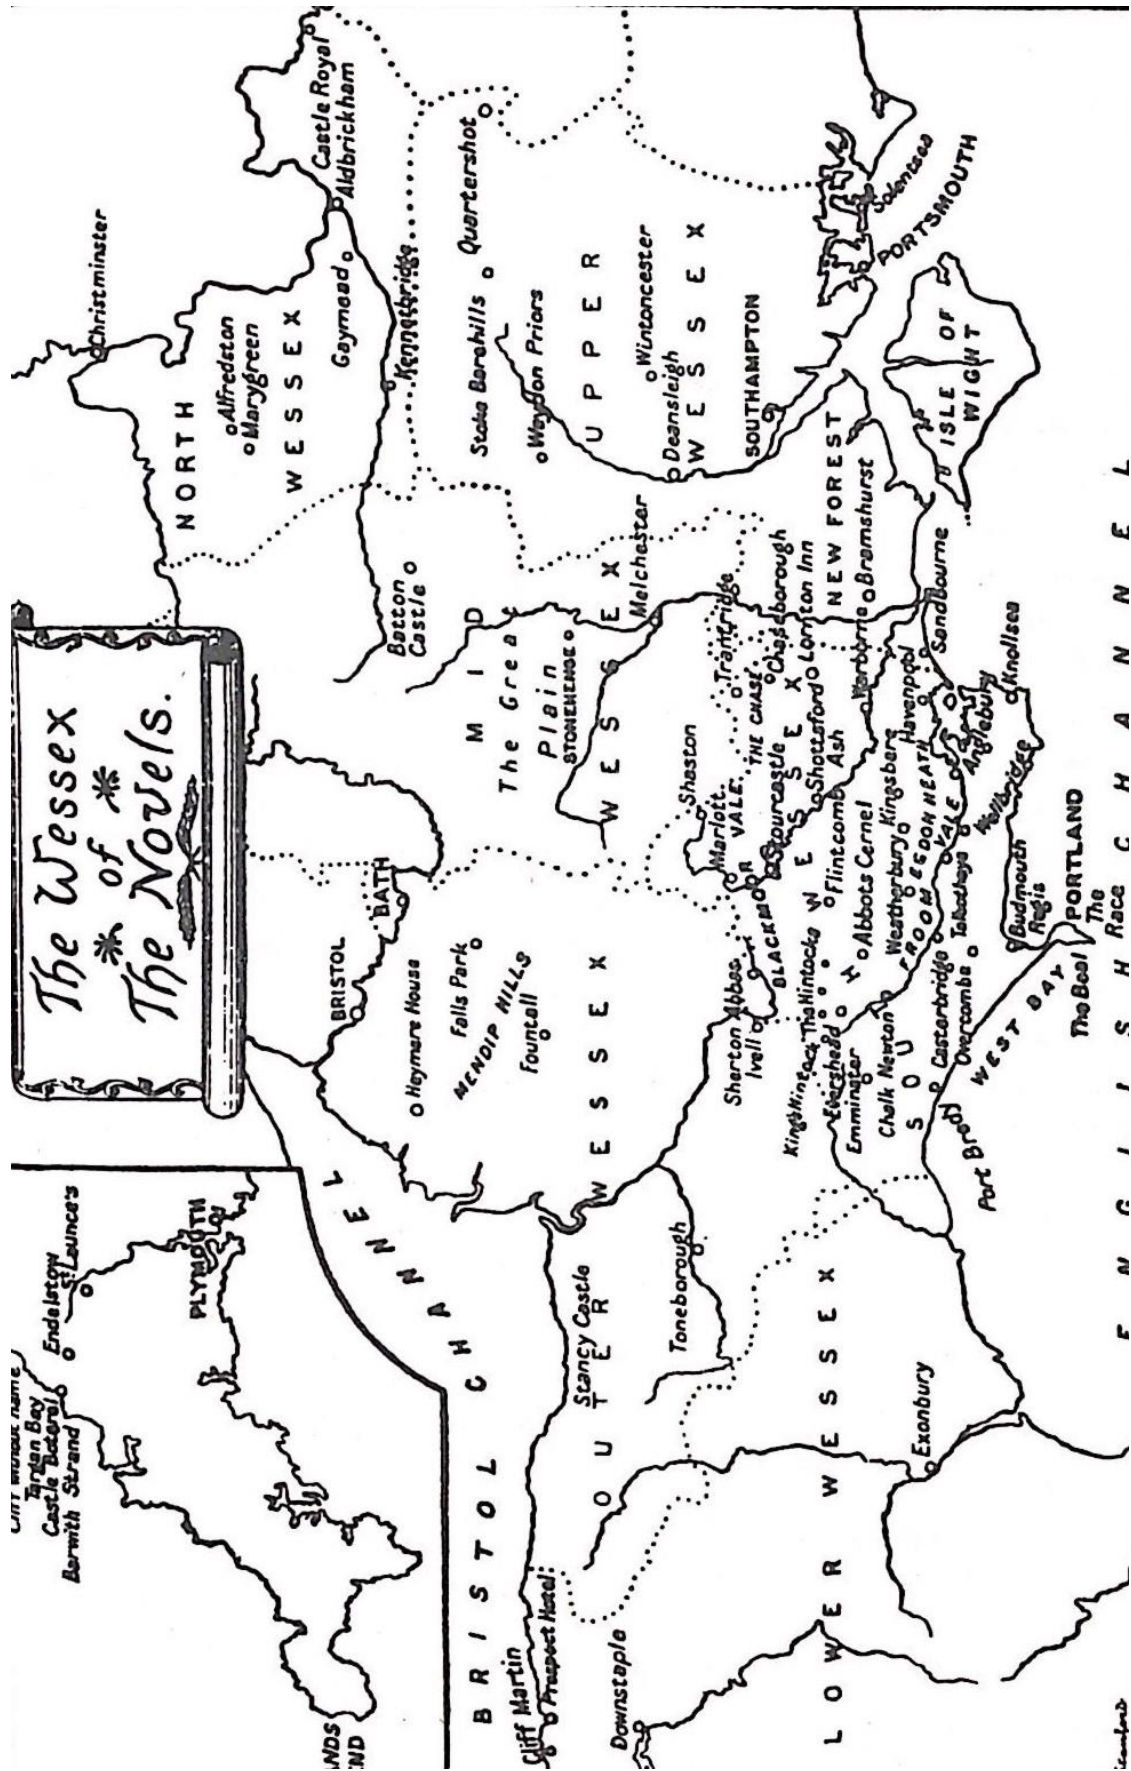 The Wessex
of
The Novels.
Cliff without name
Targan Bay
Castle Boterel
Barwith Strand
Endelstow
St Launce's
PLYMOUTH
BRISTOL CHANNEL
BRISTOL
BATH
Heymere House
Falls Park
MENDIP HILLS
Fountall
OUTER WESSEX
Cliff Martin
Prospect Hotel
Stancy Castle
Toneborough
Downstaple
LOWER WESSEX
Exonbury
Christminster
NORTH
WESSEX
Alfredston
Marygreen
Castle Royal
Aldbrickham
Gaymead
Kennetbridge
Batton
Castle
MID
WESSEX
The Great
Plain
STONEHENGE
Melchester
Quartershot
Stoke Barehills
Weydon Priors
UPPER
WESSEX
Wintoncester
Deansleigh
SOUTHAMPTON
Solentsea
PORTSMOUTH
ISLE OF
WIGHT
NEW FOREST
Bramshurst
Shaston
Marlott
VALE
BLACKMOR
Stourcastle
Trantridge
THE CHASE
Chaseborough
Lornton Inn
Shottsford
Warborne
Sherton Abbas
Ivell
SOUTH WESSEX
King's Hintock
The Hintocks
Evershead
Emminster
Chalk Newton
Flintcomb Ash
Abbots Cernel
Weatherbury
Kingsbere
Havenpool
Sandbourne
FROOM
EGDON HEATH
VALE
Anglebury
Knollsea
Wellbridge
Talbothays
Casterbridge
Overcombe
Budmouth
Regis
Port Bredy
WEST BAY
PORTLAND
The Beal
The
Race
ENGLISH CHANNEL